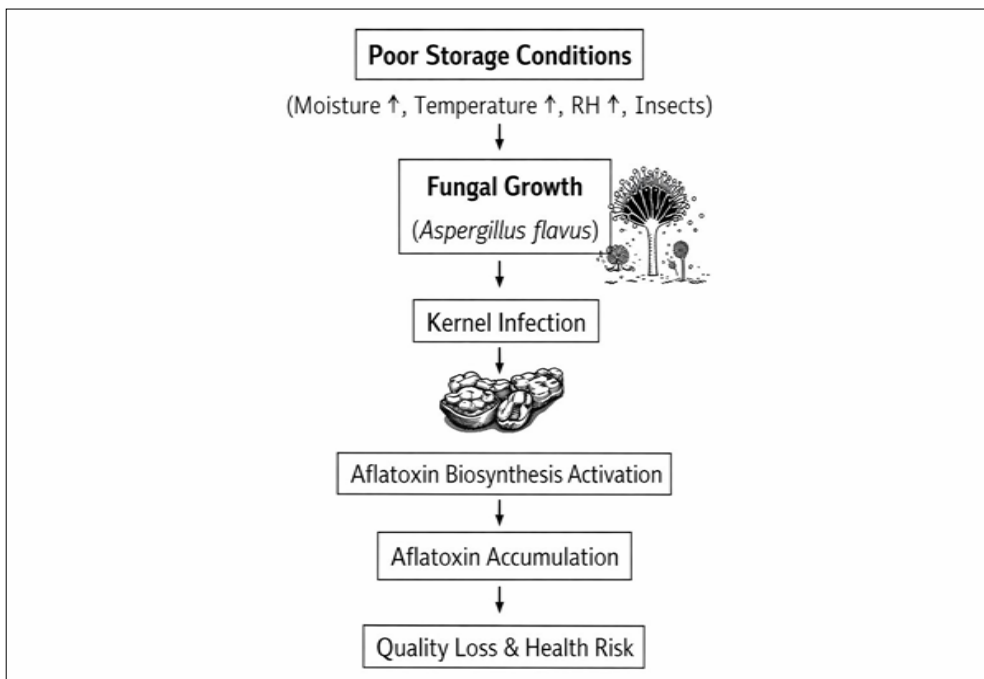 Poor Storage Conditions
(Moisture ↑, Temperature ↑, RH ↑, Insects)
Fungal Growth
(Aspergillus flavus)
Kernel Infection
Aflatoxin Biosynthesis Activation
Aflatoxin Accumulation
Quality Loss & Health Risk